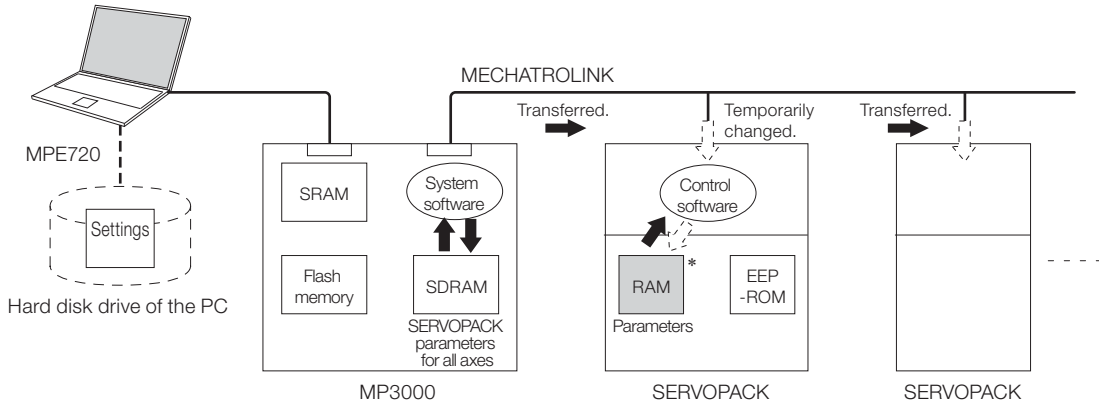 MECHATROLINK
Transferred.
Temporarily
changed.
Transferred.
MPE720
Settings
Hard disk drive of the PC
SRAM
System
software
Flash
memory
SDRAM
SERVOPACK
parameters
for all axes
MP3000
Control
software
RAM
*
Parameters
EEP
-ROM
SERVOPACK
SERVOPACK